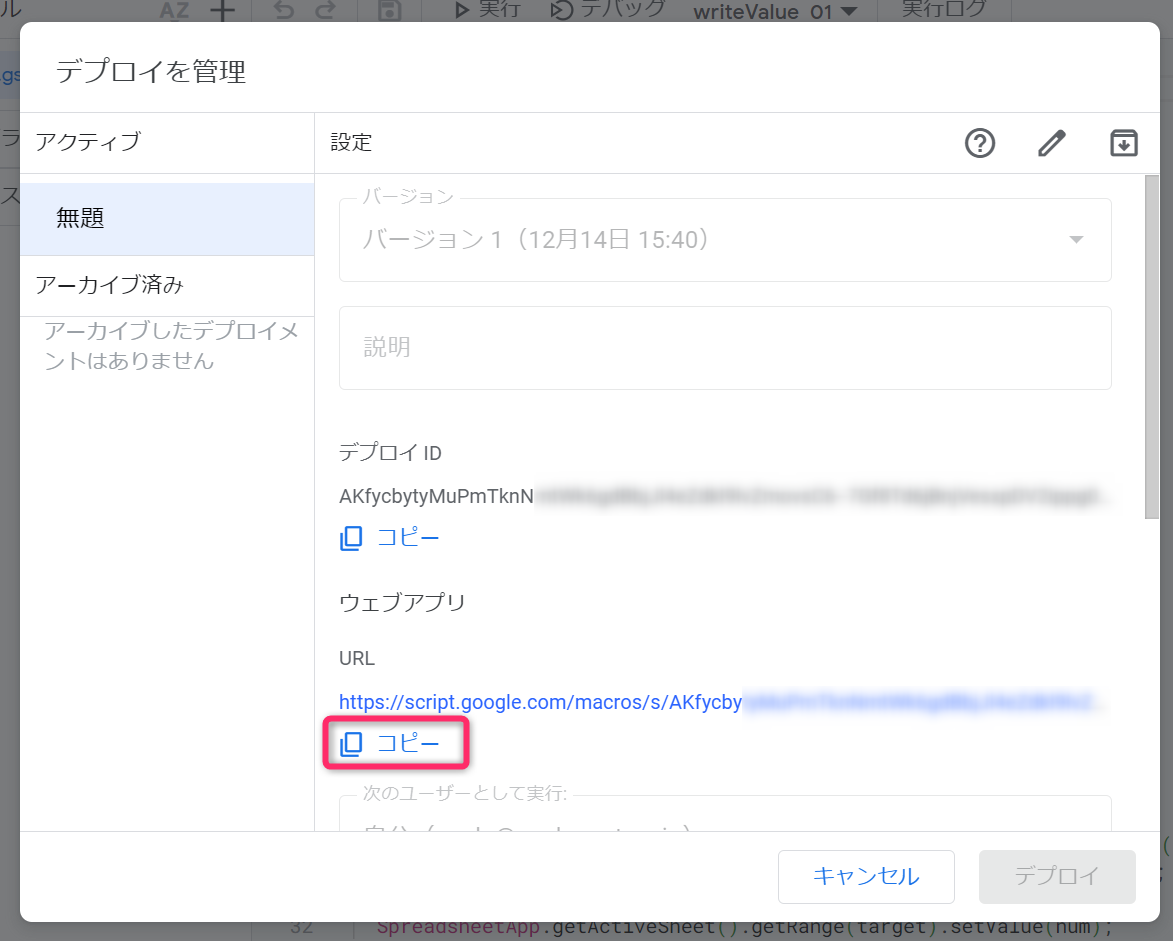 ル
AZ
実行
デバッグ
writeValue_01
実行ログ
デプロイを管理
.gs
ラ
ス
アクティブ
設定
無題
バージョン
バージョン 1（12月14日 15:40）
アーカイブ済み
アーカイブしたデプロイメ
ントはありません
説明
デプロイ ID
AKfycbytyMuPmTknN
コピー
ウェブアプリ
URL
https://script.google.com/macros/s/AKfycby
コピー
次のユーザーとして実行:
キャンセル
デプロイ
(
;
32
SpreadsheetApp.getActiveSheet().getRange(target).setValue(num);